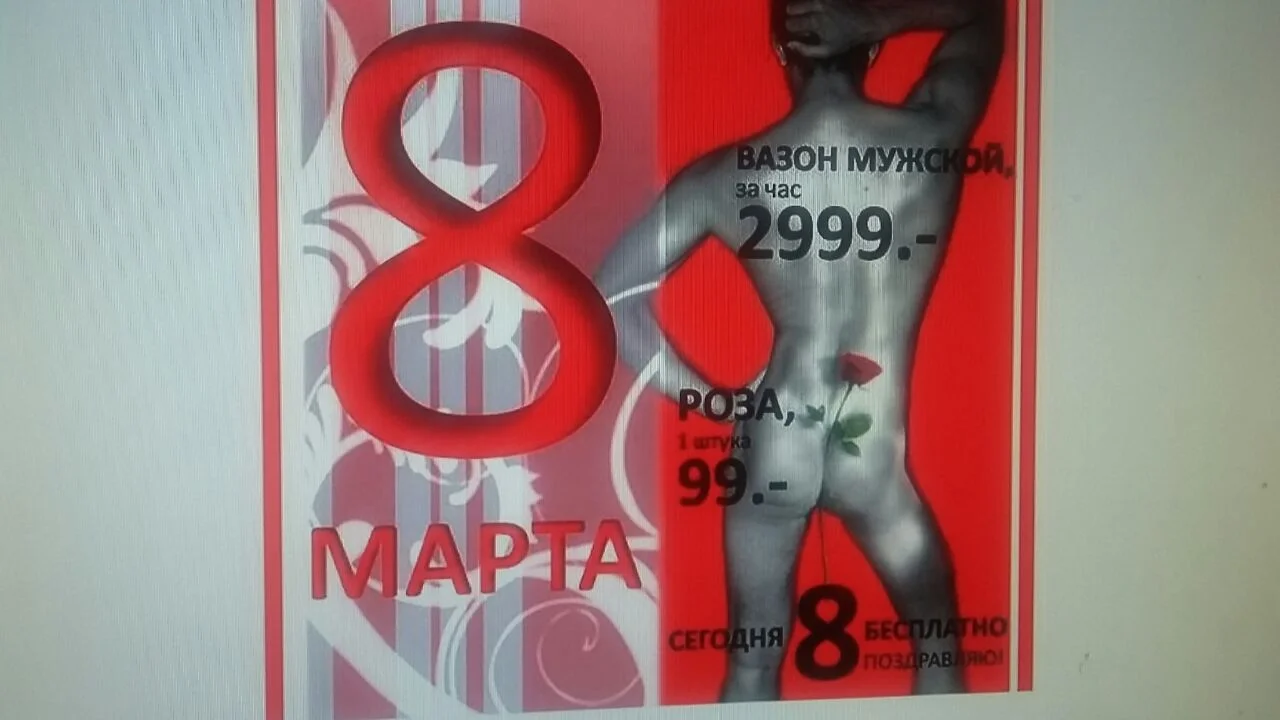 8
МАРТА
ВАЗОН МУЖСКОЙ,
за час
2999.-
РОЗА,
1 штука
99.-
СЕГОДНЯ 8 БЕСПЛАТНО
ПОЗДРАВЛЯЮ!